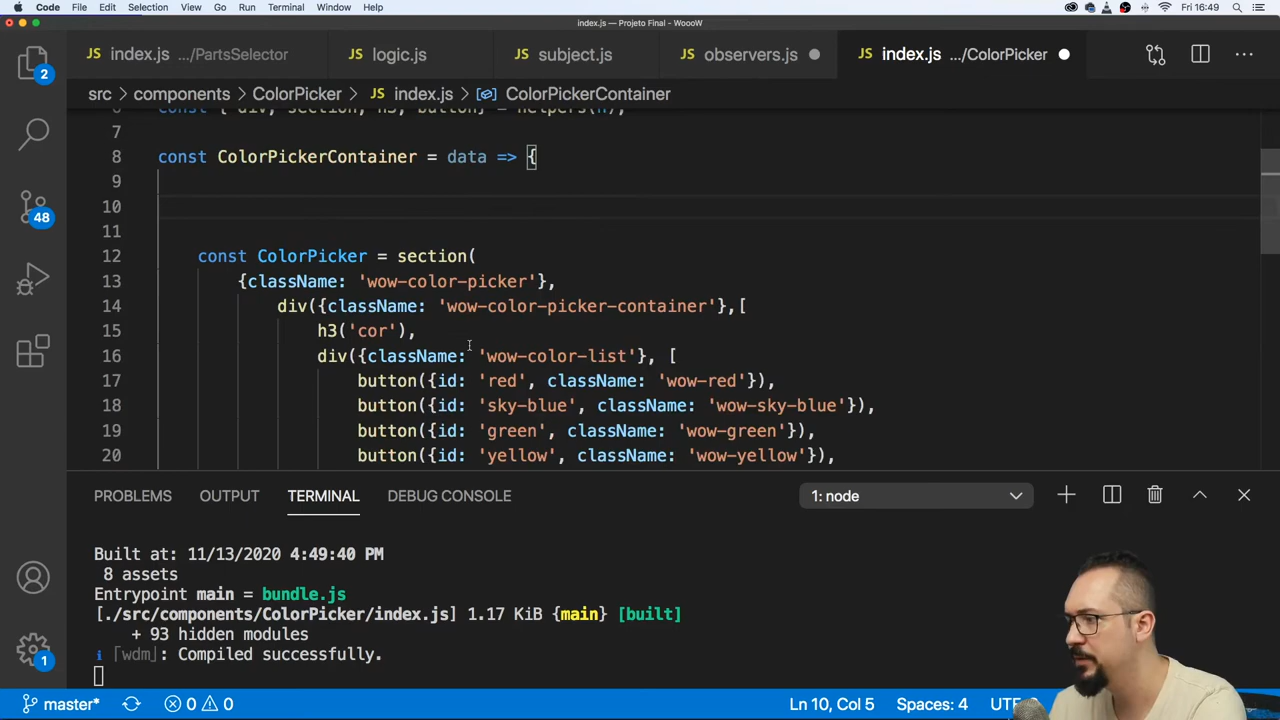 Code File Edit Selection View Go Run Terminal Window Help Fri 16:49
index.js — Projeto Final - WoooW
JS index.js .../PartsSelector JS logic.js JS subject.js JS observers.js JS index.js .../ColorPicker
src > components > ColorPicker > JS index.js > ColorPickerContainer
6 const { div, section, h3, button} = helpers(h);
7
8 const ColorPickerContainer = data => {
9
10
11
12 const ColorPicker = section(
13 {className: 'wow-color-picker'},
14 div({className: 'wow-color-picker-container'},[
15 h3('cor'),
16 div({className: 'wow-color-list'}, [
17 button({id: 'red', className: 'wow-red'}),
18 button({id: 'sky-blue', className: 'wow-sky-blue'}),
19 button({id: 'green', className: 'wow-green'}),
20 button({id: 'yellow', className: 'wow-yellow'}),
2
48
1
PROBLEMS OUTPUT TERMINAL DEBUG CONSOLE 1: node
Built at: 11/13/2020 4:49:40 PM
8 assets
Entrypoint main = bundle.js
[./src/components/ColorPicker/index.js] 1.17 KiB {main} [built]
+ 93 hidden modules
i ｢wdm｣: Compiled successfully.
master* 0 0 Ln 10, Col 5 Spaces: 4